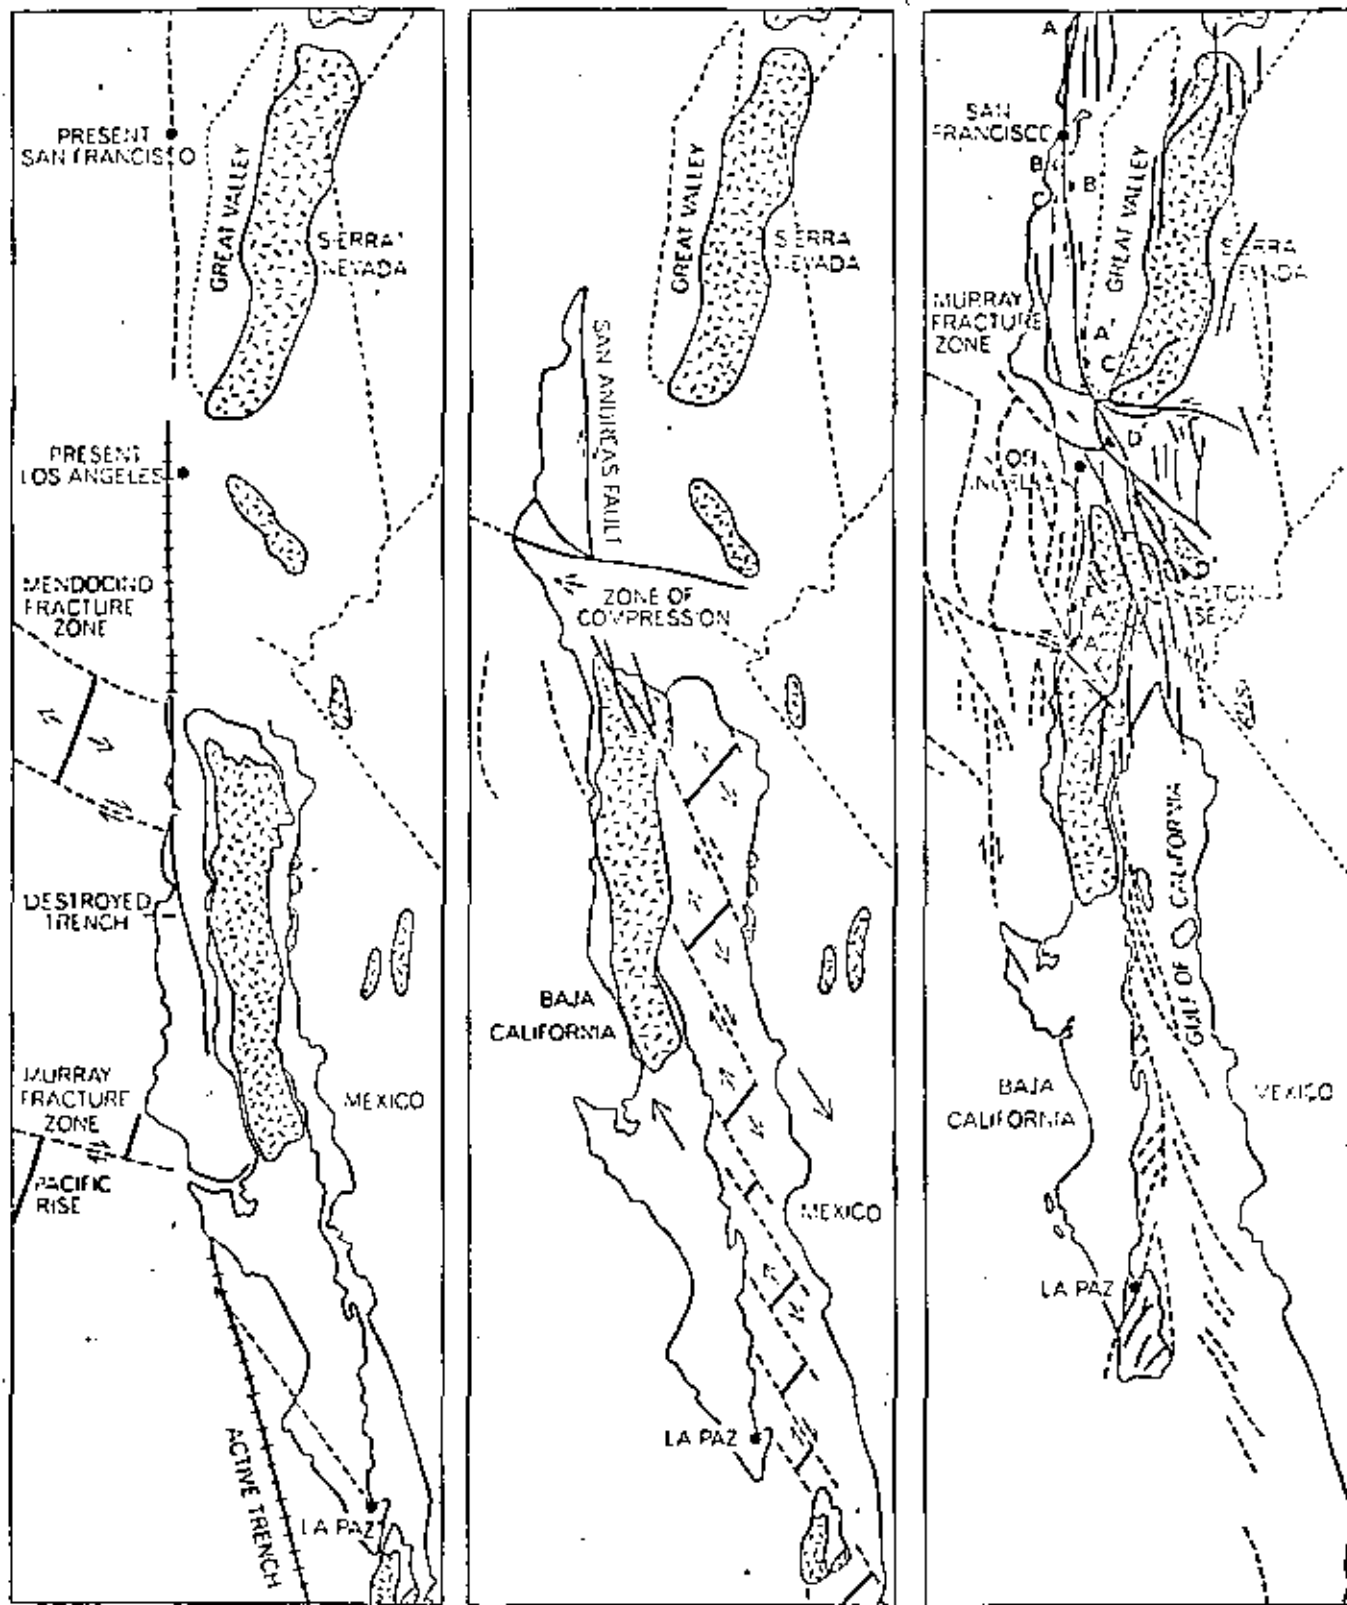 PRESENT
SAN FRANCISCO
GREAT VALLEY
SIERRA
NEVADA
PRESENT
LOS ANGELES
MENDOCINO
FRACTURE
ZONE
DESTROYED
TRENCH
MURRAY
FRACTURE
ZONE
PACIFIC
RISE
MEXICO
ACTIVE TRENCH
LA PAZ
GREAT VALLEY
SIERRA
NEVADA
SAN ANDREAS FAULT
ZONE OF
COMPRESSION
BAJA
CALIFORNIA
MEXICO
LA PAZ
A
SAN
FRANCISCO
B
B
GREAT VALLEY
SIERRA
NEVADA
MURRAY
FRACTURE
ZONE
A'
C
D
A
A
GULF OF CALIFORNIA
BAJA
CALIFORNIA
MEXICO
LA PAZ